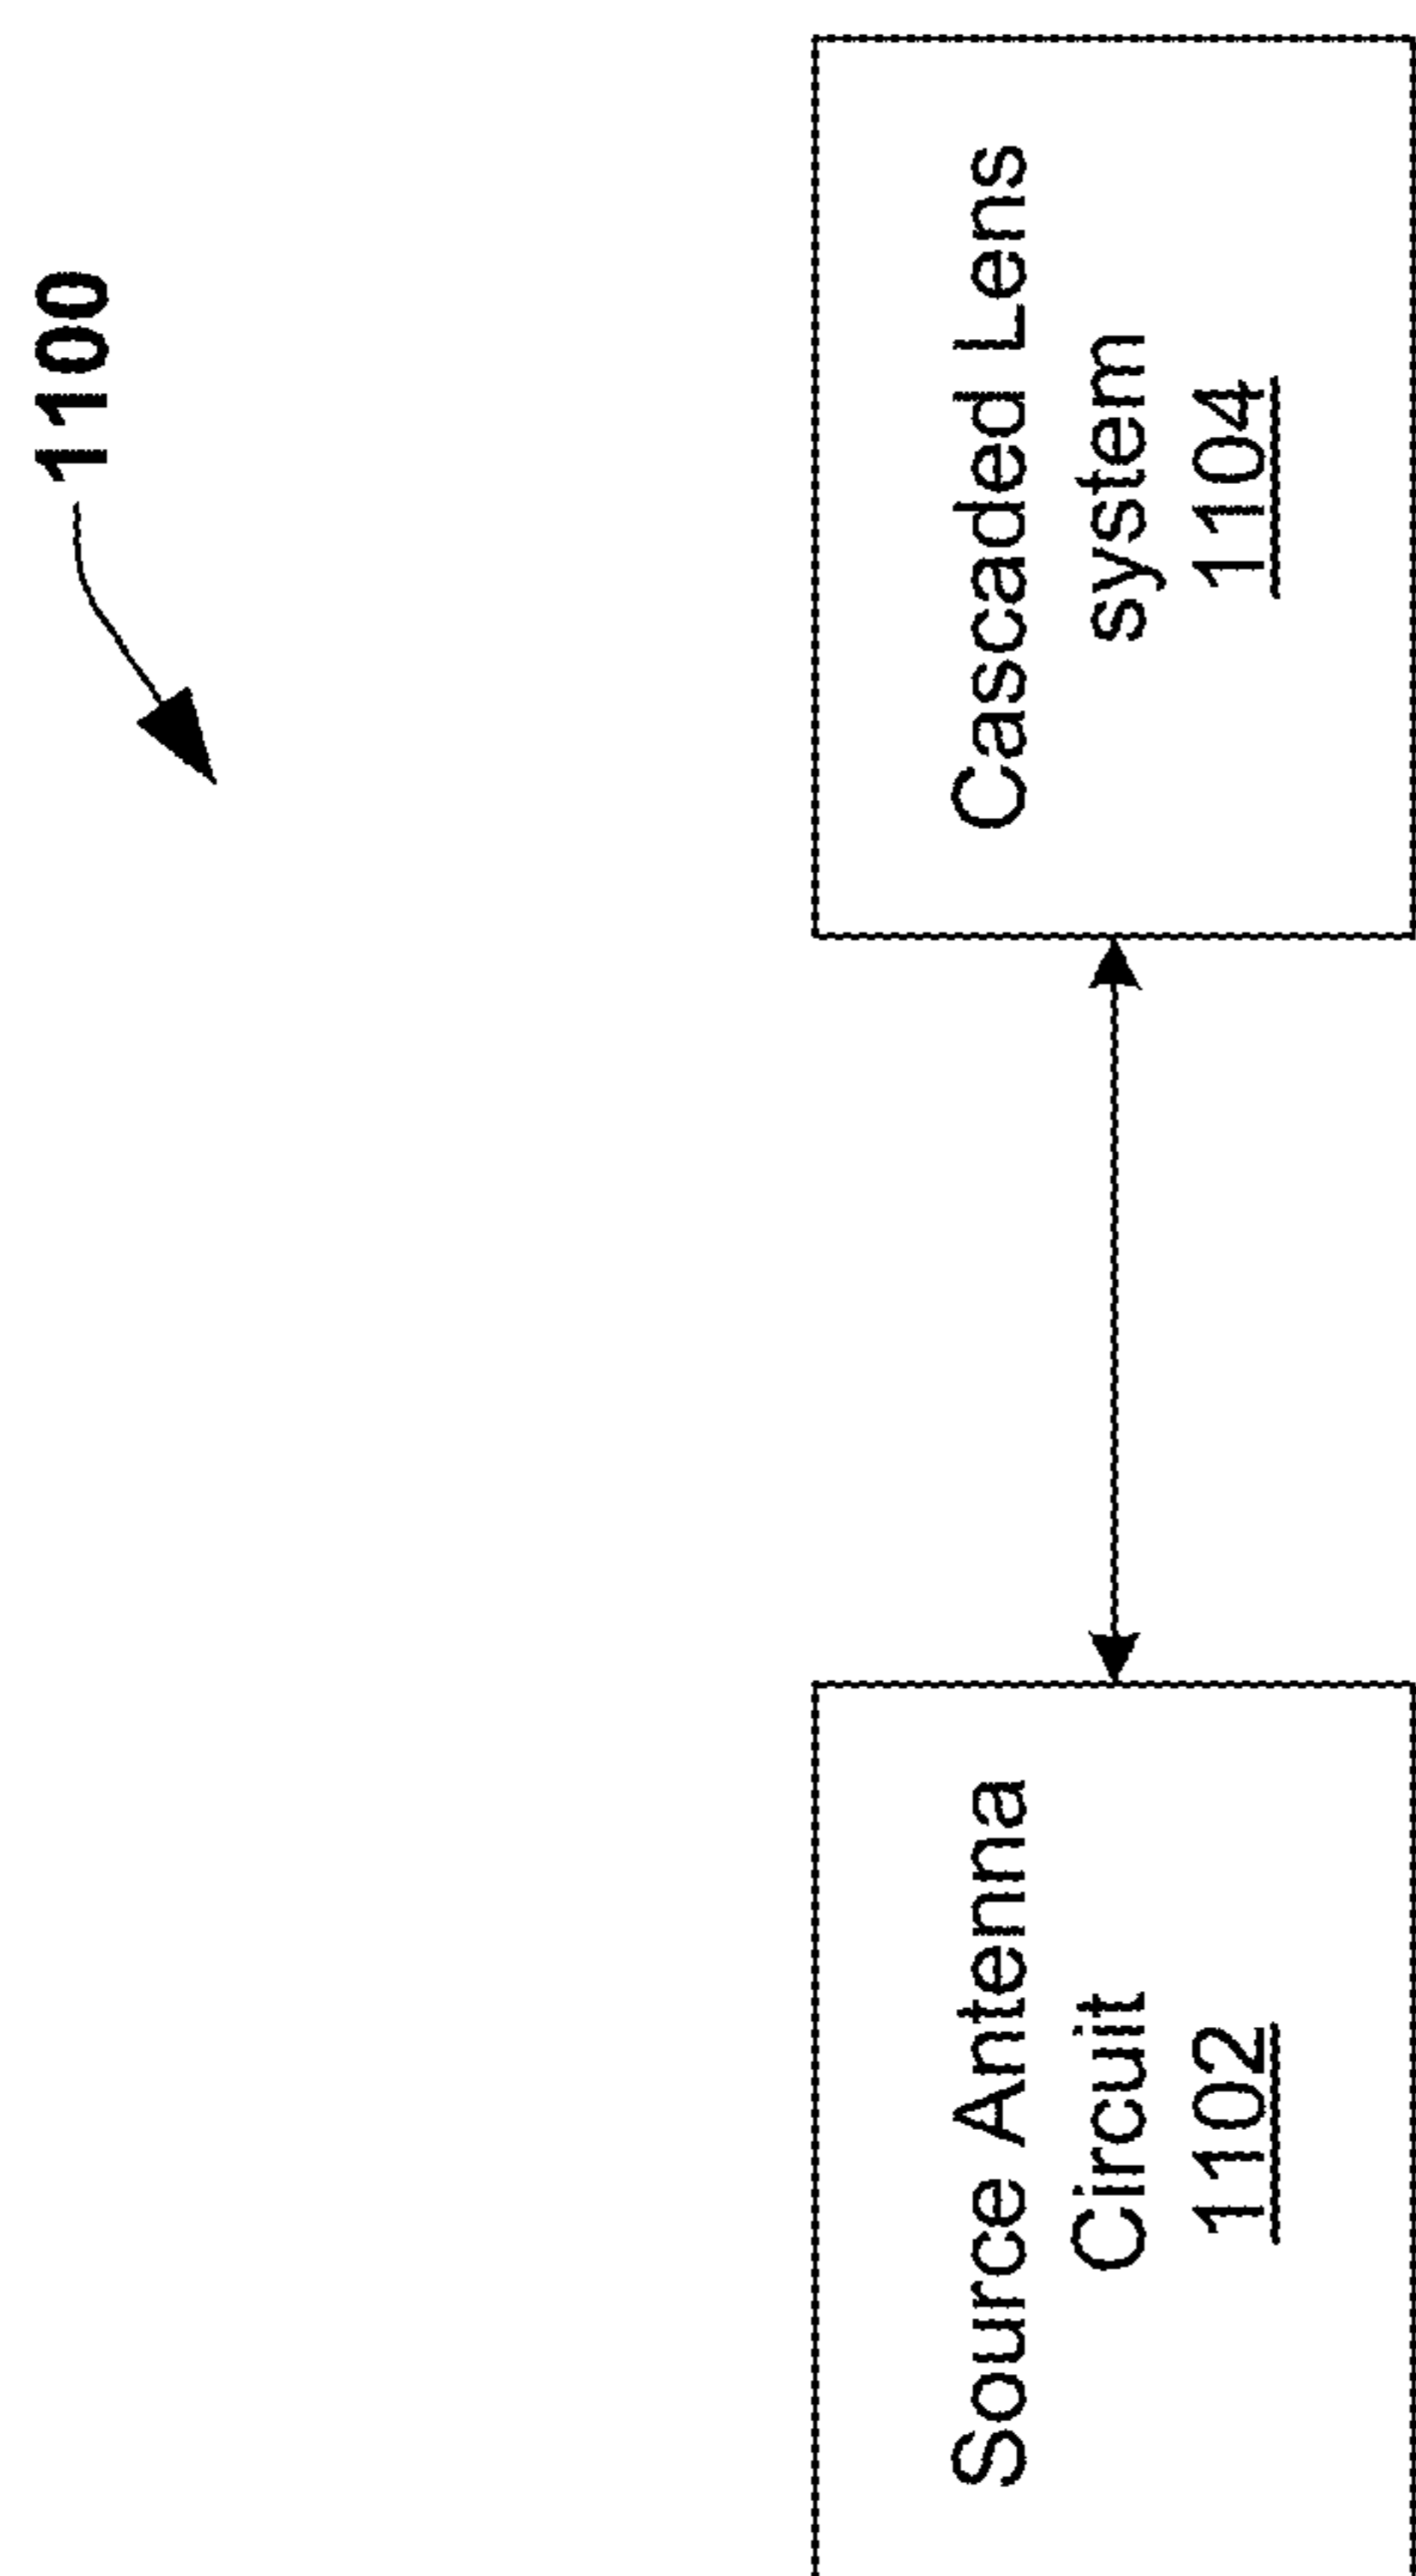 1100
Source Antenna
Circuit
1102
Cascaded Lens
system
1104